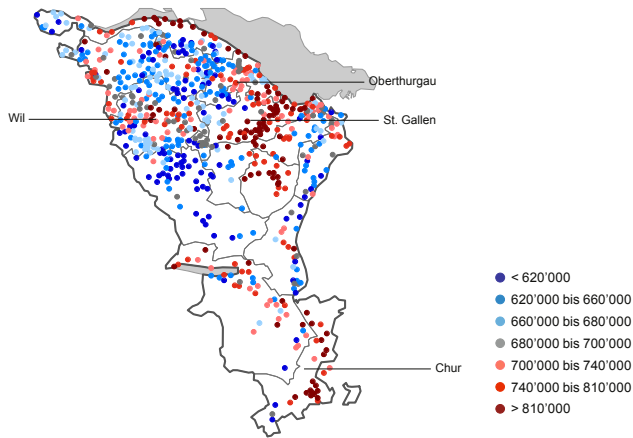 Oberthurgau
Wil
St. Gallen
< 620’000
620’000 bis 660’000
660’000 bis 680’000
680’000 bis 700’000
700’000 bis 740’000
740’000 bis 810’000
> 810’000
Chur